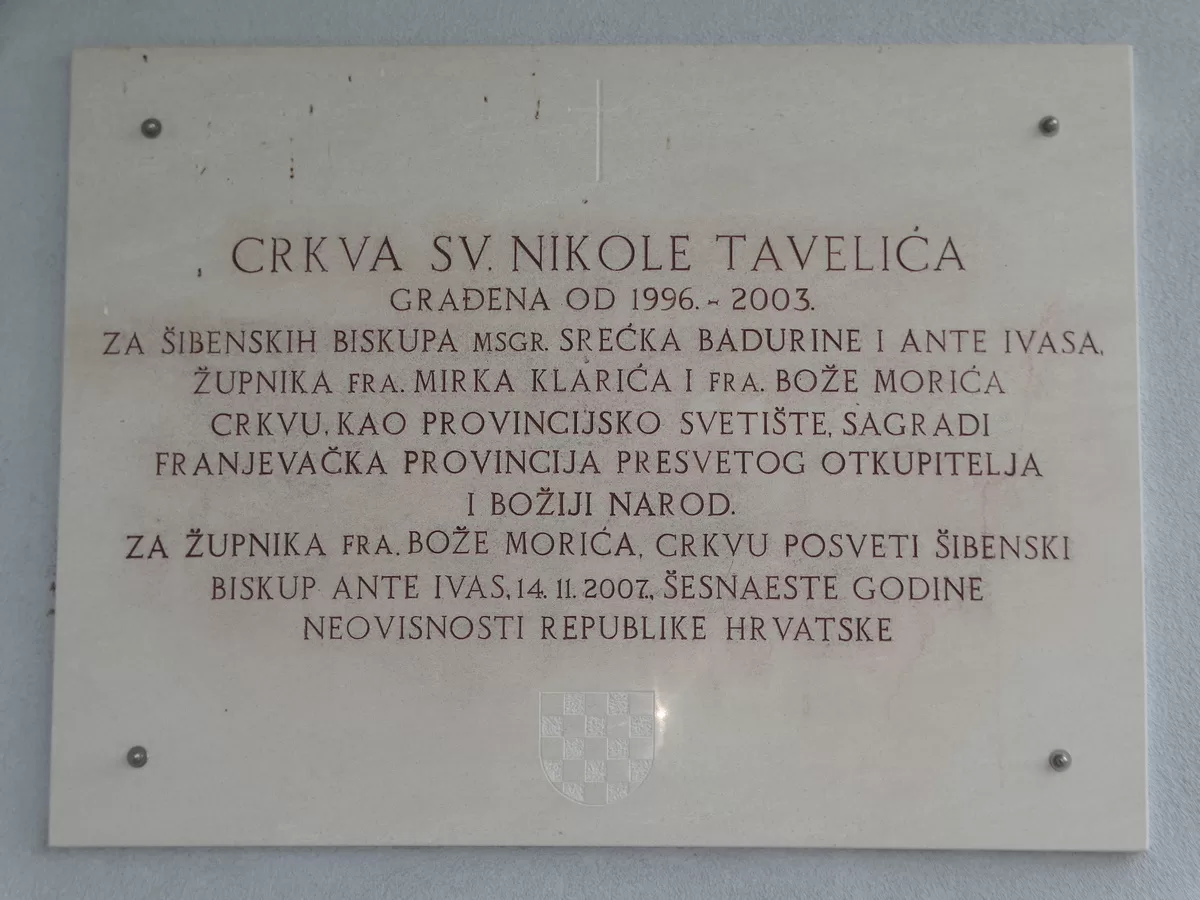 CRKVA SV. NIKOLE TAVELIĆA
GRAĐENA OD 1996.- 2003.
ZA ŠIBENSKIH BISKUPA MSGR. SREĆKA BADURINE I ANTE IVASA,
ŽUPNIKA FRA. MIRKA KLARIĆA I FRA. BOŽE MORIĆA
CRKVU, KAO PROVINCIJSKO SVETIŠTE, SAGRADI
FRANJEVAČKA PROVINCIJA PRESVETOG OTKUPITELJA
I BOŽIJI NAROD.
ZA ŽUPNIKA FRA. BOŽE MORIĆA, CRKVU POSVETI ŠIBENSKI
BISKUP ANTE IVAS, 14. 11. 2007., ŠESNAESTE GODINE
NEOVISNOSTI REPUBLIKE HRVATSKE